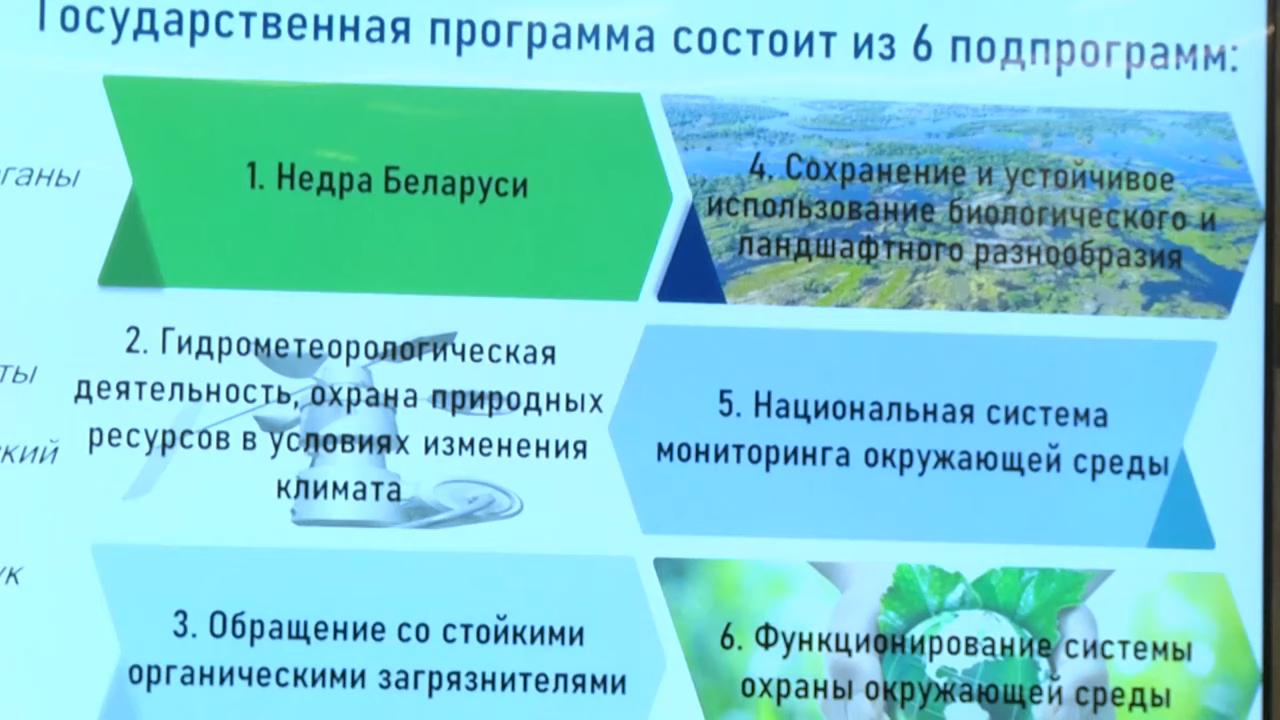 Государственная программа состоит из 6 подпрограмм:
1. Недра Беларуси
2. Гидрометеорологическая
деятельность, охрана природных
ресурсов в условиях изменения
климата
3. Обращение со стойкими
органическими загрязнителями
4. Сохранение и устойчивое
использование биологического и
ландшафтного разнообразия
5. Национальная система
мониторинга окружающей среды
6. Функционирование системы
охраны окружающей среды